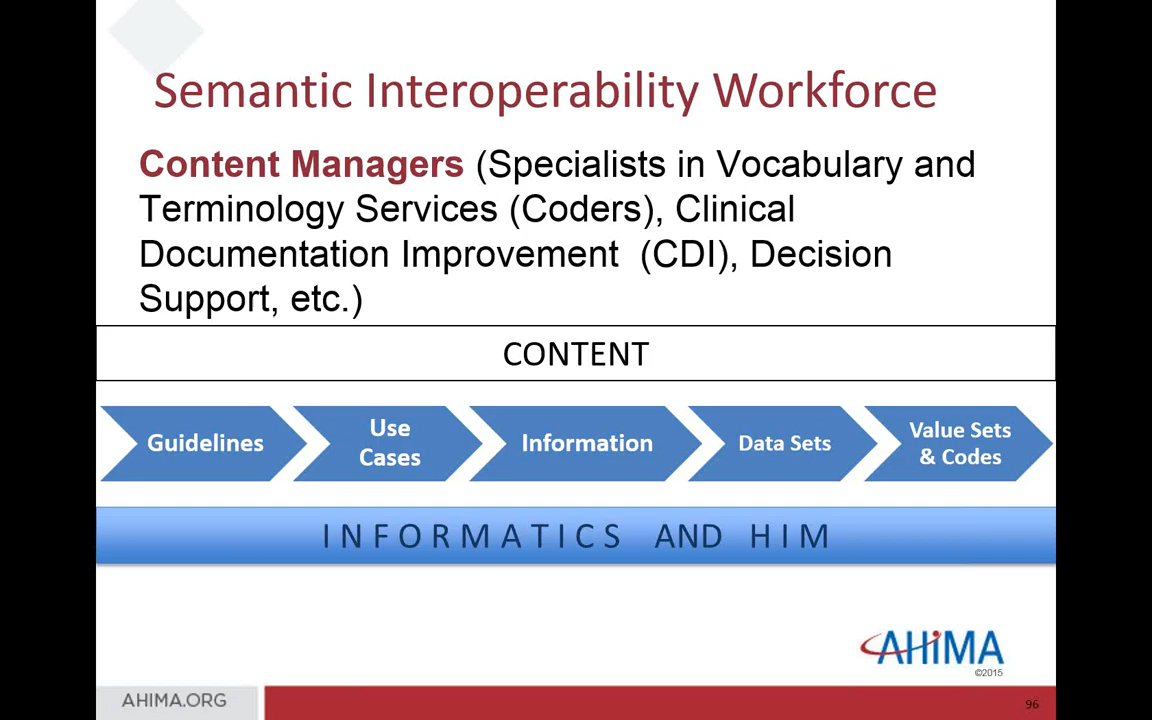 Semantic Interoperability Workforce
Content Managers (Specialists in Vocabulary and
Terminology Services (Coders), Clinical
Documentation Improvement (CDI), Decision
Support, etc.)
CONTENT
Guidelines
Use
Cases
Information
Data Sets
Value Sets
& Codes
INFORMATICS AND HIM
AHIMA
©2015
AHIMA.ORG
96